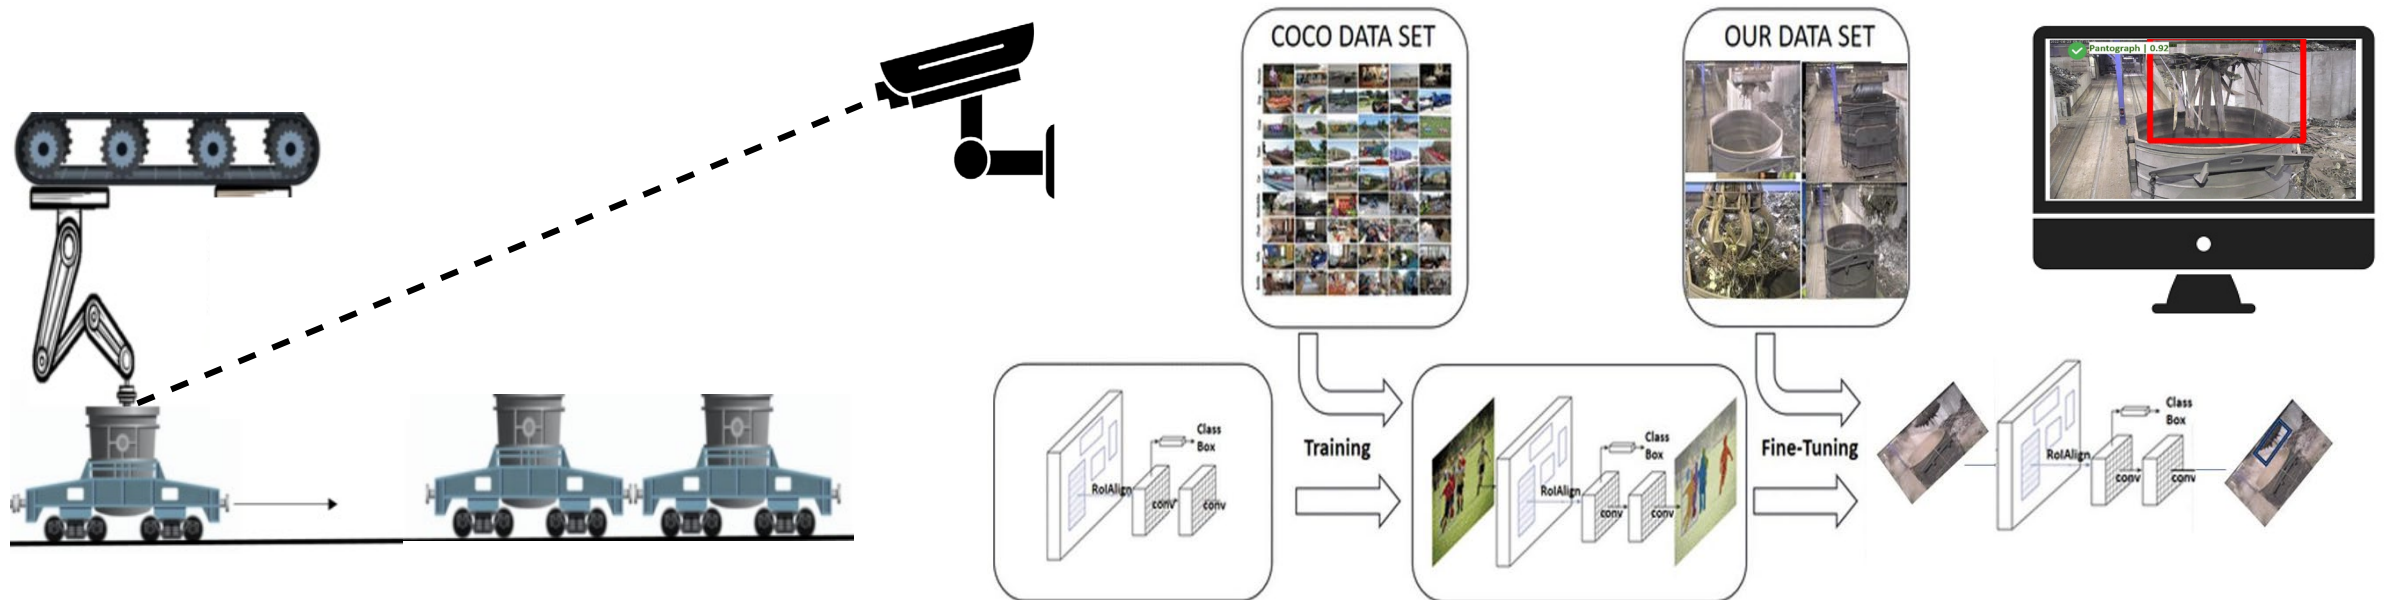 COCO DATA SET
OUR DATA SET
Pantograph | 0.92
RoIAlign
Class
Box
conv
conv
Training
RoIAlign
Class
Box
conv
conv
Fine-Tuning
RoIAlign
Class
Box
conv
conv